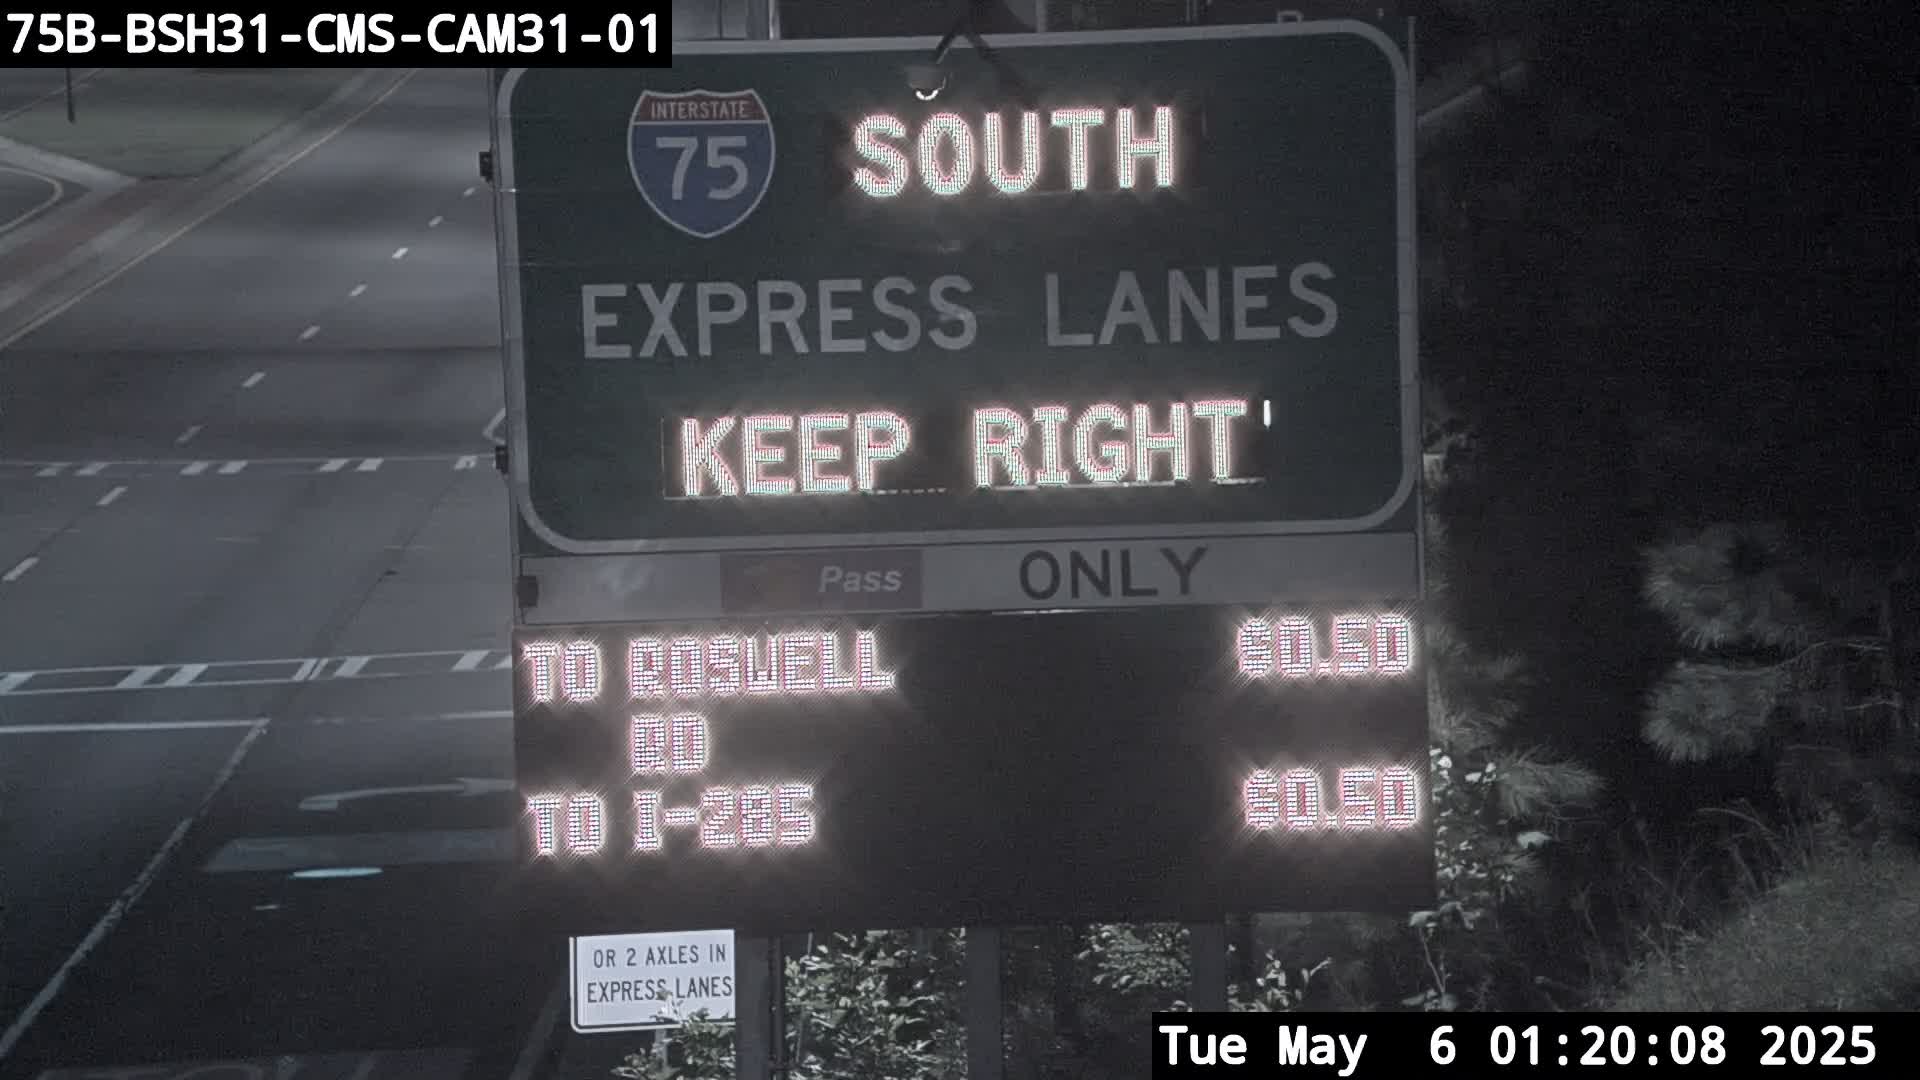 75B-BSH31-CMS-CAM31-01
INTERSTATE
75
SOUTH
EXPRESS LANES
KEEP RIGHT
Pass ONLY
TO ROSWELL $0.50
RD
TO I-285 $0.50
OR 2 AXLES IN
EXPRESS LANES
Tue May 6 01:20:08 2025